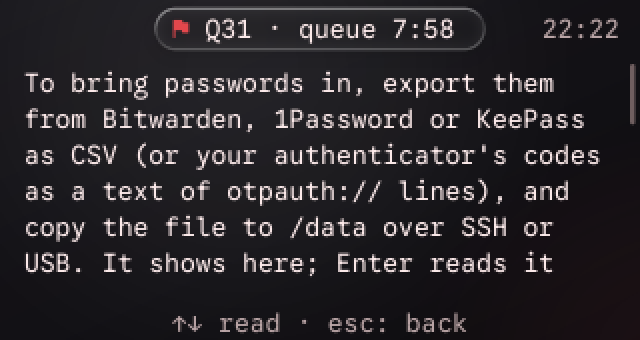 Q31 · queue 7:58
22:22
To bring passwords in, export them
from Bitwarden, 1Password or KeePass
as CSV (or your authenticator's codes
as a text of otpauth:// lines), and
copy the file to /data over SSH or
USB. It shows here; Enter reads it
↑↓ read · esc: back